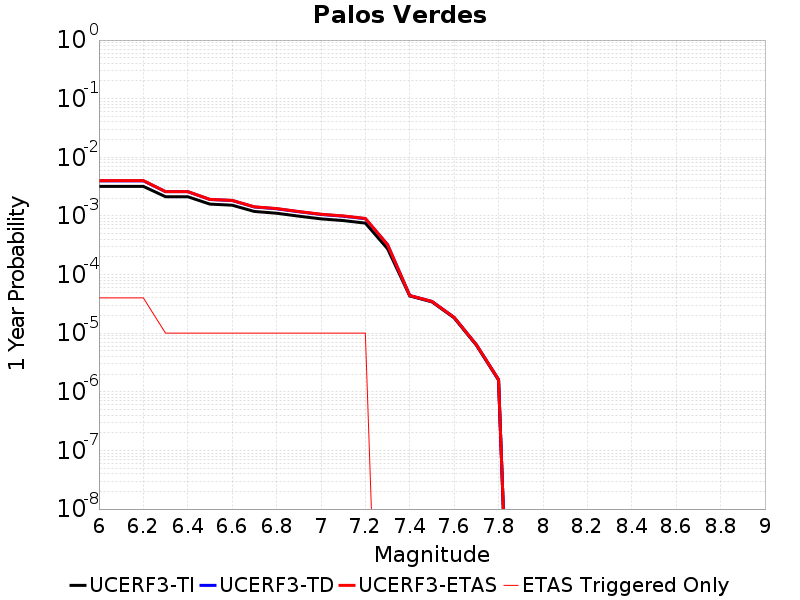 Palos Verdes
10^0
10^-1
10^-2
10^-3
10^-4
10^-5
10^-6
10^-7
10^-8
1 Year Probability
6 6.2 6.4 6.6 6.8 7 7.2 7.4 7.6 7.8 8 8.2 8.4 8.6 8.8 9
Magnitude
UCERF3-TI UCERF3-TD UCERF3-ETAS ETAS Triggered Only